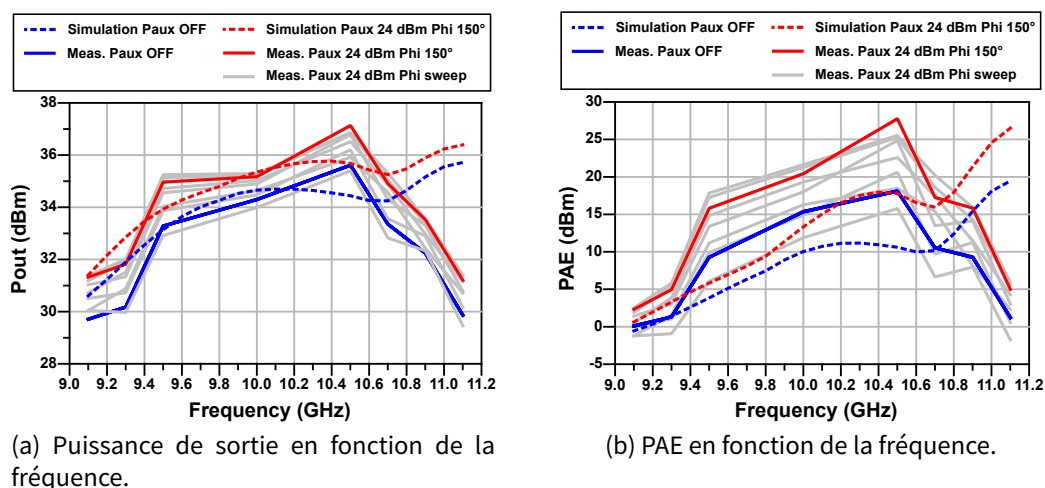 Simulation Paux OFF
Simulation Paux 24 dBm Phi 150°
Meas. Paux OFF
Meas. Paux 24 dBm Phi 150°
Meas. Paux 24 dBm Phi sweep
38
36
34
32
30
28
Pout (dBm)
9.0 9.2 9.4 9.6 9.8 10.0 10.2 10.4 10.6 10.8 11.0 11.2
Frequency (GHz)
(a) Puissance de sortie en fonction de la
fréquence.
Simulation Paux OFF
Simulation Paux 24 dBm Phi 150°
Meas. Paux OFF
Meas. Paux 24 dBm Phi 150°
Meas. Paux 24 dBm Phi sweep
30
25
20
15
10
5
0
-5
PAE (dBm)
9.0 9.2 9.4 9.6 9.8 10.0 10.2 10.4 10.6 10.8 11.0 11.2
Frequency (GHz)
(b) PAE en fonction de la fréquence.